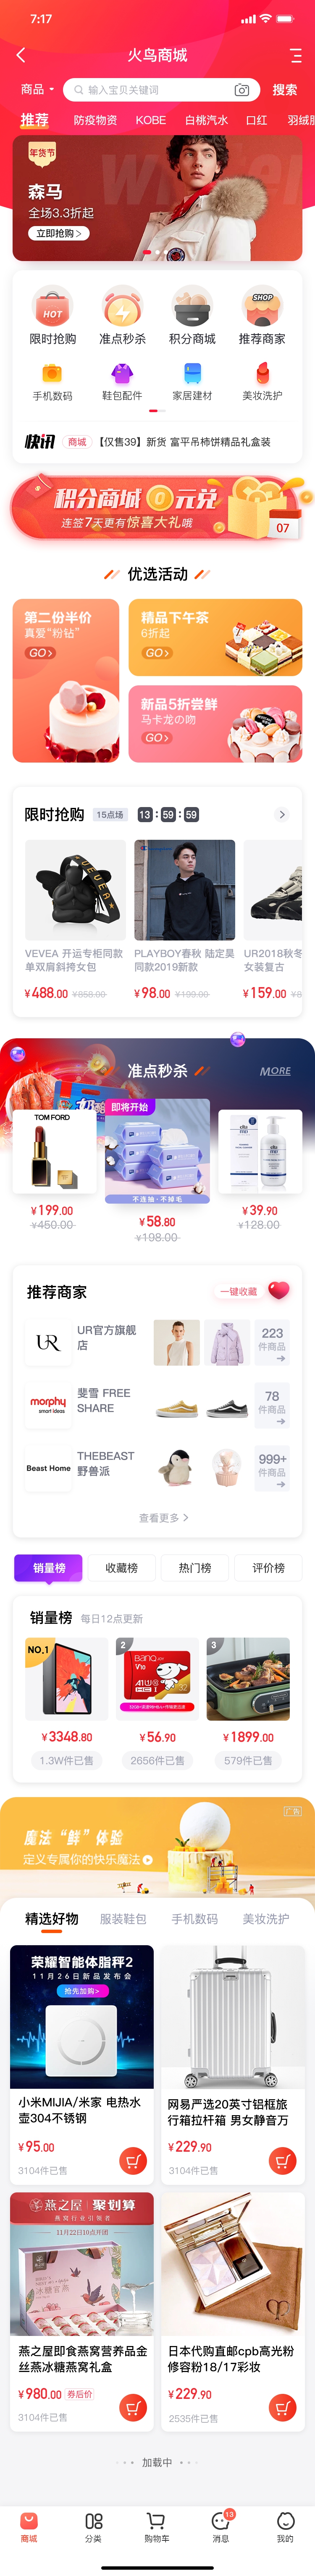 7:17
火鸟商城
商品
输入宝贝关键词
搜索
推荐 防疫物资 KOBE 白桃汽水 口红 羽绒服
年货节
森马
全场3.3折起
立即抢购>
HOT
SHOP
限时抢购 准点秒杀 积分商城 推荐商家
手机数码 鞋包配件 家居建材 美妆洗护
快讯 商城 【仅售39】新货 富平吊柿饼精品礼盒装
积分商城0元兑
连签7天更有惊喜大礼哦
07
优选活动
第二份半价
真爱“粉钻”
GO>
精品下午茶
6折起
GO>
新品5折尝鲜
马卡龙の吻
GO>
限时抢购 15点场 13:59:59
VEVEA 开运专柜同款单双肩斜挎女包
¥488.00 ¥858.00
PLAYBOY春秋 陆定昊同款2019新款
¥98.00 ¥199.00
UR2018秋冬
女装复古
¥159.00
准点秒杀
MORE
TOM FORD
即将开始
不连抽·不掉毛
¥199.00
¥450.00
¥58.80
¥198.00
¥39.90
¥128.00
推荐商家
一键收藏
UR
UR官方旗舰店
223
件商品
morphy
smart ideas
斐雪 FREE
SHARE
78
件商品
Beast Home
THEBEAST
野兽派
999+
件商品
查看更多
销量榜 收藏榜 热门榜 评价榜
销量榜 每日12点更新
NO.1
2
3
¥3348.80
¥56.90
¥1899.00
1.3W件已售
2656件已售
579件已售
广告
魔法“鲜”体验
定义专属你的快乐魔法
精选好物 服装鞋包 手机数码 美妆洗护
荣耀智能体脂秤2
11月26日新品发布会
抢先加购>
小米MIJIA/米家 电热水
壶304不锈钢
¥95.00
3104件已售
网易严选20英寸铝框旅
行箱拉杆箱 男女静音万
¥229.90
3104件已售
燕之屋 聚划算
燕窝行业引领者
11月22日10点开团
燕之屋即食燕窝营养品金
丝燕冰糖燕窝礼盒
¥980.00 券后价
3104件已售
日本代购直邮cpb高光粉
修容粉18/17彩妆
¥229.90
2535件已售
加载中
13
商城 分类 购物车 消息 我的